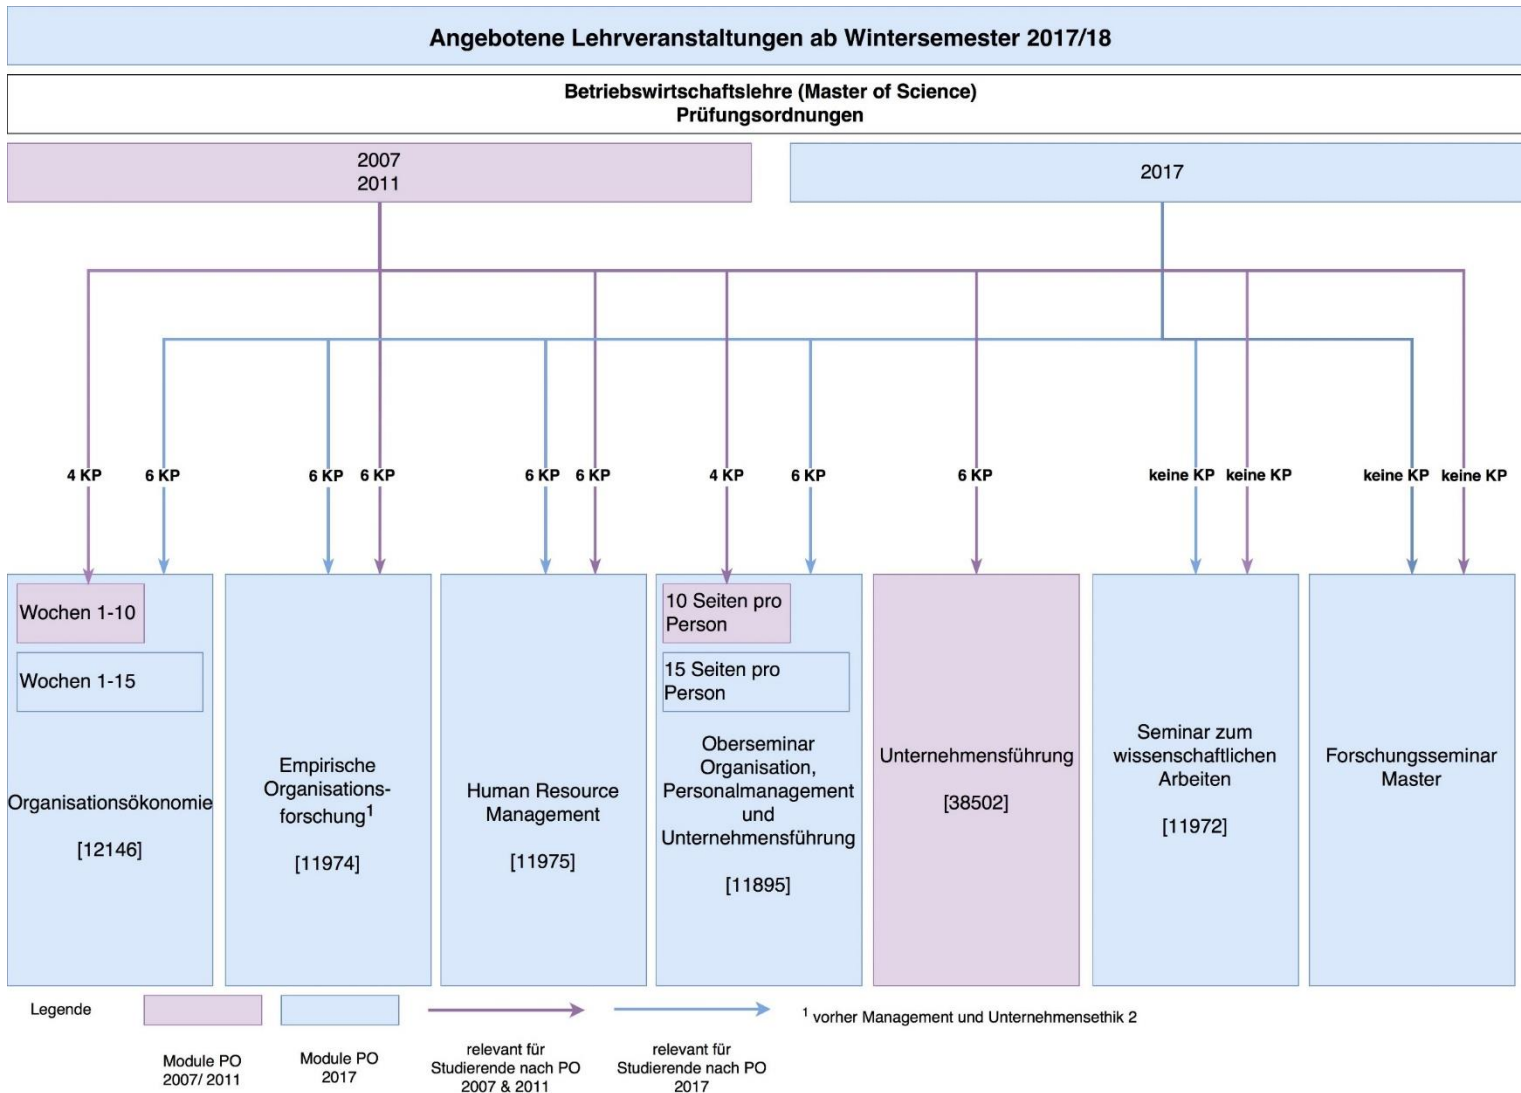 Angebotene Lehrveranstaltungen ab Wintersemester 2017/18
Betriebswirtschaftslehre (Master of Science)
Prüfungsordnungen
2007
2011
2017
4 KP
6 KP
6 KP
6 KP
6 KP
6 KP
4 KP
6 KP
6 KP
keine KP
keine KP
keine KP
keine KP
Wochen 1-10
Wochen 1-15
Organisationsökonomie
[12146]
Empirische
Organisations-
forschung1
[11974]
Human Resource
Management
[11975]
10 Seiten pro
Person
15 Seiten pro
Person
Oberseminar
Organisation,
Personalmanagement
und
Unternehmensführung
[11895]
Unternehmensführung
[38502]
Seminar zum
wissenschaftlichen
Arbeiten
[11972]
Forschungsseminar
Master
Legende
Module PO
2007/ 2011
Module PO
2017
relevant für
Studierende nach PO
2007 & 2011
relevant für
Studierende nach PO
2017
1 vorher Management und Unternehmensethik 2